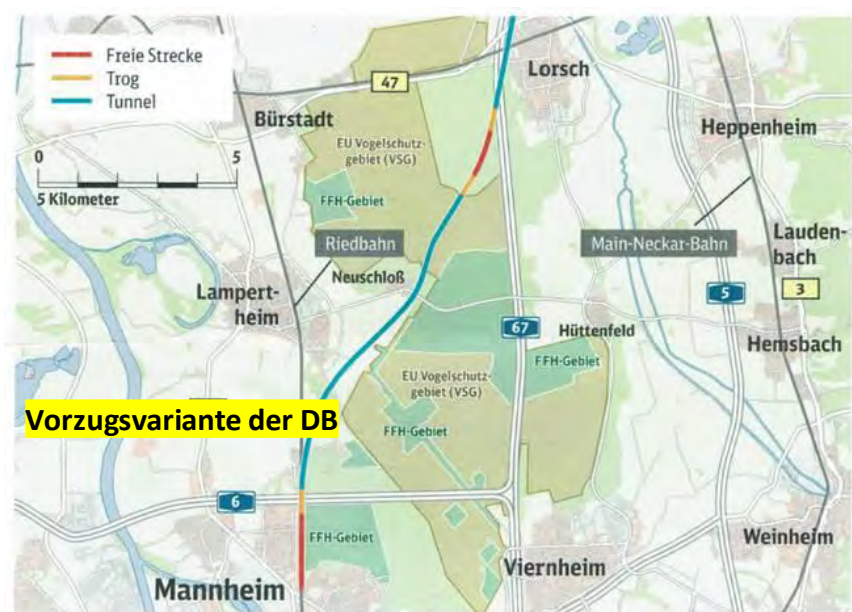 Freie Strecke
Trog
Tunnel
0
5
5 Kilometer
47
Lorsch
Bürstadt
Heppenheim
EU Vogelschutz-
gebiet (VSG)
FFH-Gebiet
Riedbahn
Main-Neckar-Bahn
Lauden-
bach
Neuschloß
Lampert-
heim
5
3
67
Hüttenfeld
Hemsbach
FFH-Gebiet
EU Vogelschutz-
gebiet (VSG)
Vorzugsvariante der DB
FFH-Gebiet
6
Weinheim
FFH-Gebiet
Viernheim
Mannheim